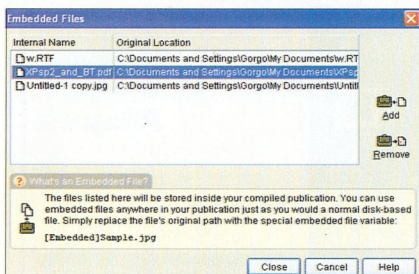 Embedded Files
Internal Name Original Location
w.RTF C:\Documents and Settings\Gorgo\My Documents\w.RT
XPsp2_and_BT.pdf C:\Documents and Settings\Gorgo\My Documents\XPsp
Untitled-1 copy.jpg C:\Documents and Settings\Gorgo\My Documents\Untitl
Add
Remove
What's an Embedded File?
The files listed here will be stored inside your compiled publication. You can use
embedded files anywhere in your publication just as you would a normal disk-based
file. Simply replace the file's original path with the special embedded file variable:
[Embedded]Sample.jpg
Close Cancel Help